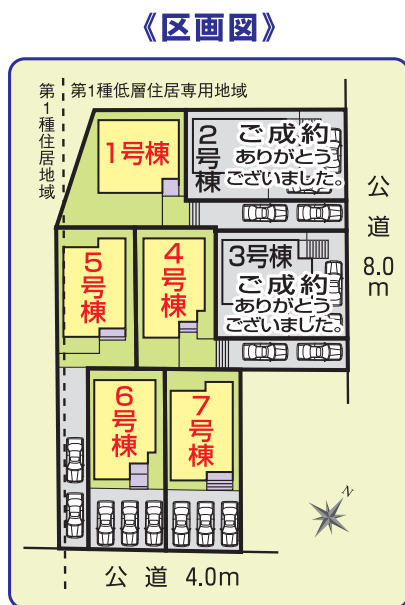 《区画図》
第1種住居地域
第1種低層住居専用地域
1号棟
2号棟
ご成約
ありがとう
ございました。
公道
8.0
m
5号棟
4号棟
3号棟
ご成約
ありがとう
ございました。
6号棟
7号棟
N
公道 4.0m